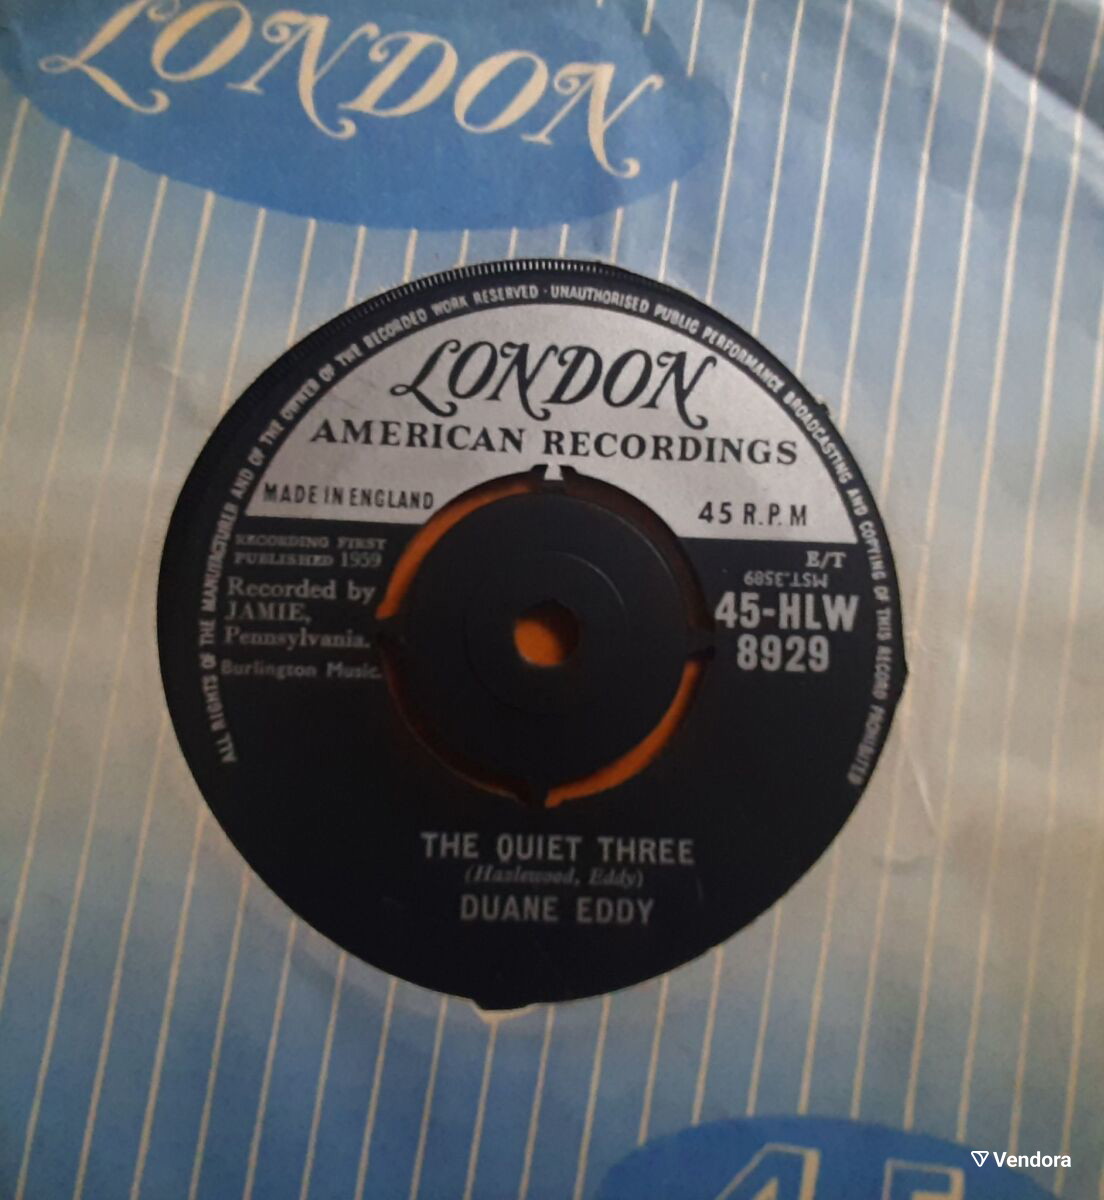 LONDON
ALL RIGHTS OF THE MANUFACTURER AND OF THE OWNER OF THE RECORDED WORK RESERVED · UNAUTHORISED PUBLIC PERFORMANCE BROADCASTING AND COPYING OF THIS RECORD PROHIBITED
LONDON
AMERICAN RECORDINGS
MADE IN ENGLAND
45 R.P.M
RECORDING FIRST
PUBLISHED 1959
Recorded by
JAMIE,
Pennsylvania.
Burlington Music.
E/T
MST.3589
45-HLW
8929
THE QUIET THREE
(Hazlewood, Eddy)
DUANE EDDY
45
Vendora